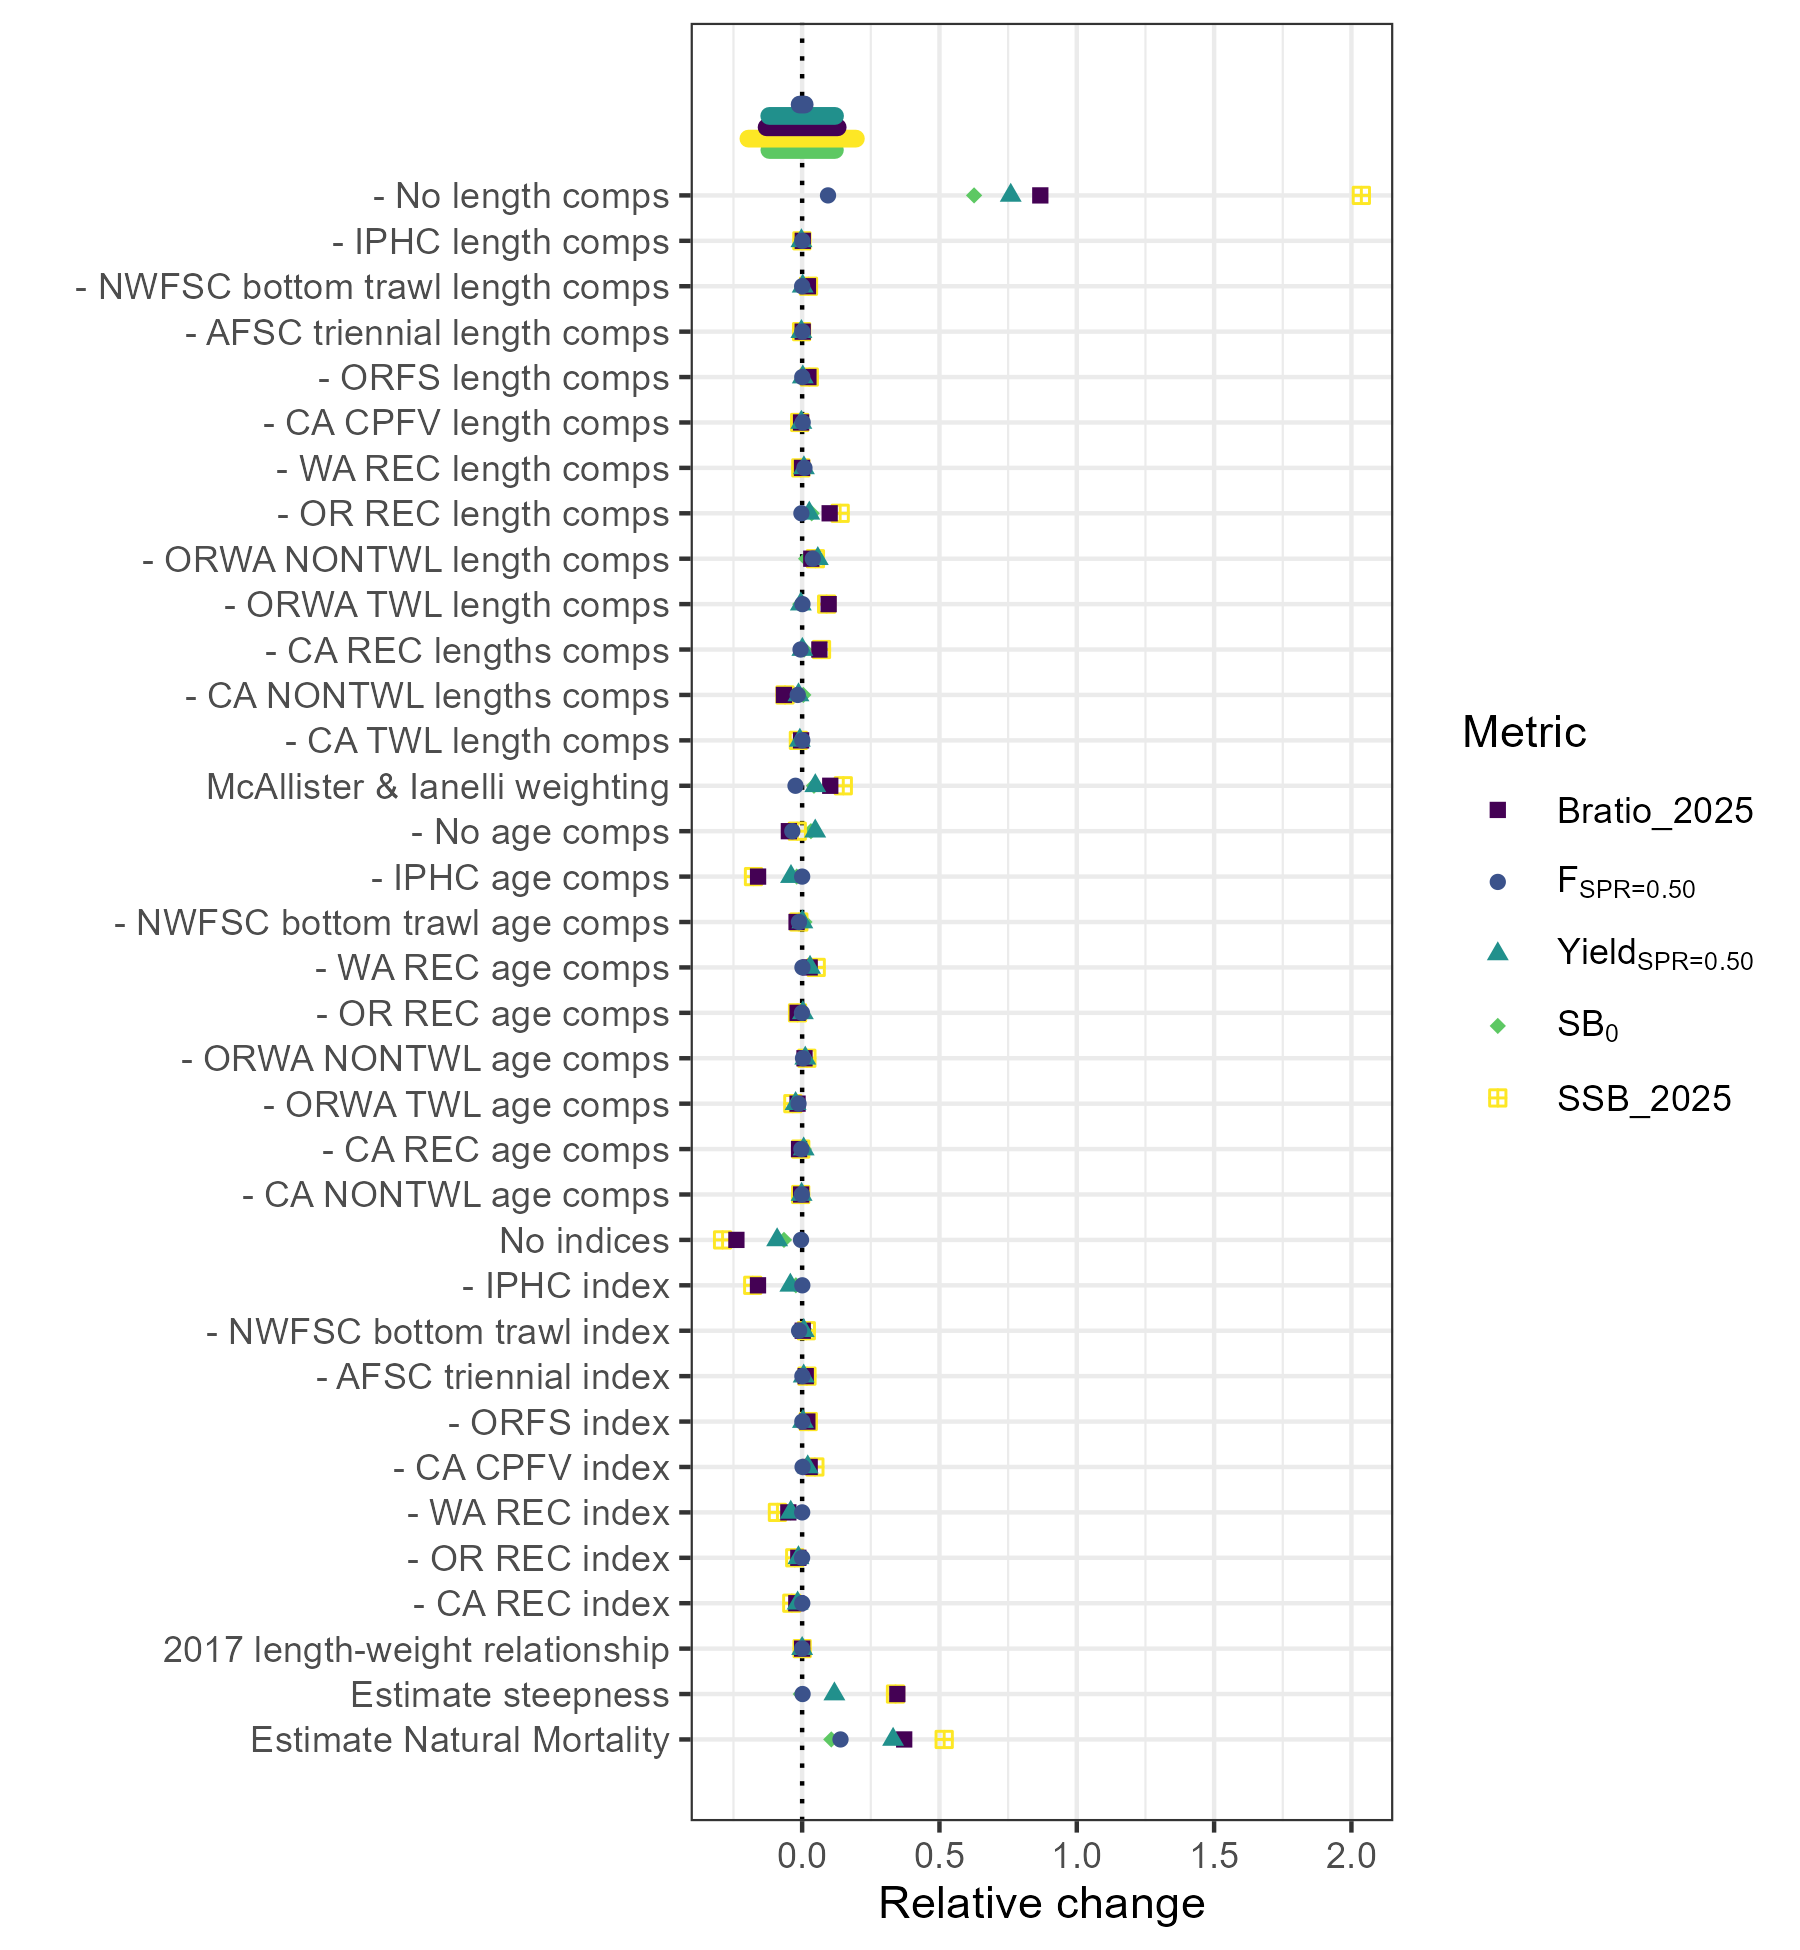 - No length comps
- IPHC length comps
- NWFSC bottom trawl length comps
- AFSC triennial length comps
- ORFS length comps
- CA CPFV length comps
- WA REC length comps
- OR REC length comps
- ORWA NONTWL length comps
- ORWA TWL length comps
- CA REC lengths comps
- CA NONTWL lengths comps
- CA TWL length comps
McAllister & Ianelli weighting
- No age comps
- IPHC age comps
- NWFSC bottom trawl age comps
- WA REC age comps
- OR REC age comps
- ORWA NONTWL age comps
- ORWA TWL age comps
- CA REC age comps
- CA NONTWL age comps
No indices
- IPHC index
- NWFSC bottom trawl index
- AFSC triennial index
- ORFS index
- CA CPFV index
- WA REC index
- OR REC index
- CA REC index
2017 length-weight relationship
Estimate steepness
Estimate Natural Mortality
0.0 0.5 1.0 1.5 2.0
Relative change
Metric
Bratio_2025
FSPR=0.50
YieldSPR=0.50
SB0
SSB_2025